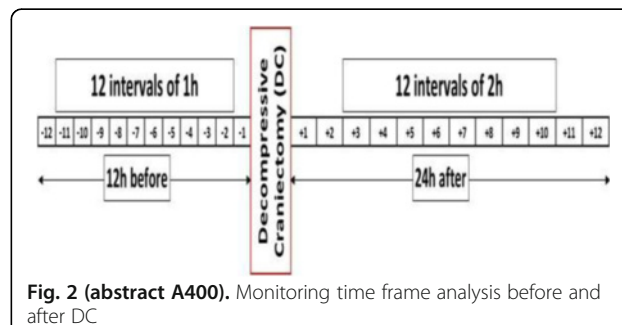 12 intervals of 1h
12 intervals of 2h
Decompressive
Craniectomy (DC)
-12 -11 -10 -9 -8 -7 -6 -5 -4 -3 -2 -1
+1 +2 +3 +4 +5 +6 +7 +8 +9 +10 +11 +12
12h before
24h after
Fig. 2 (abstract A400). Monitoring time frame analysis before and
after DC